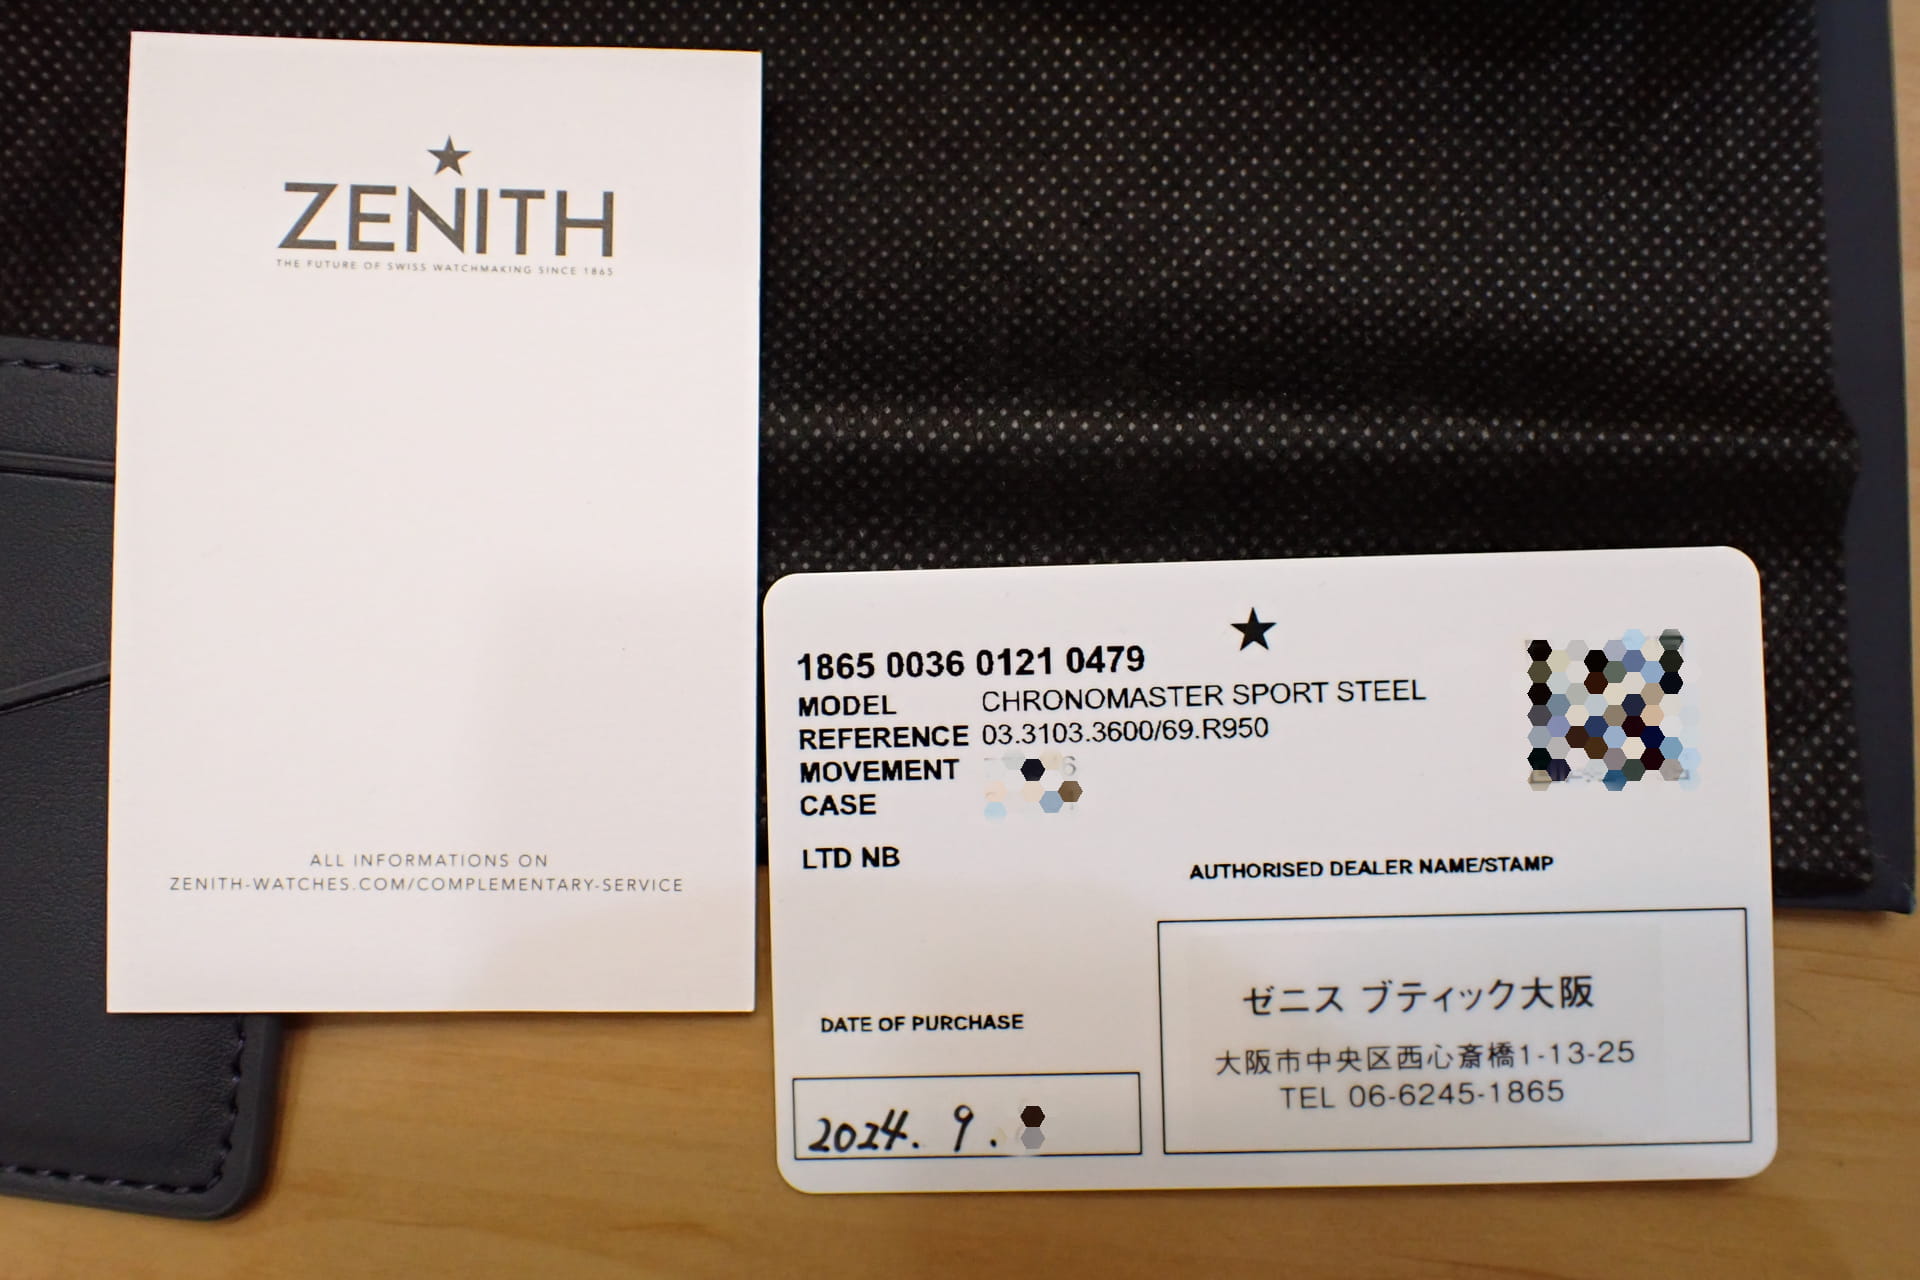 ZENITH
THE FUTURE OF SWISS WATCHMAKING SINCE 1865
ALL INFORMATIONS ON
ZENITH-WATCHES.COM/COMPLEMENTARY-SERVICE
1865 0036 0121 0479
MODEL CHRONOMASTER SPORT STEEL
REFERENCE 03.3103.3600/69.R950
MOVEMENT
CASE
LTD NB
AUTHORISED DEALER NAME/STAMP
ゼニス ブティック大阪
大阪市中央区西心斎橋1-13-25
TEL 06-6245-1865
DATE OF PURCHASE
2024. 9.